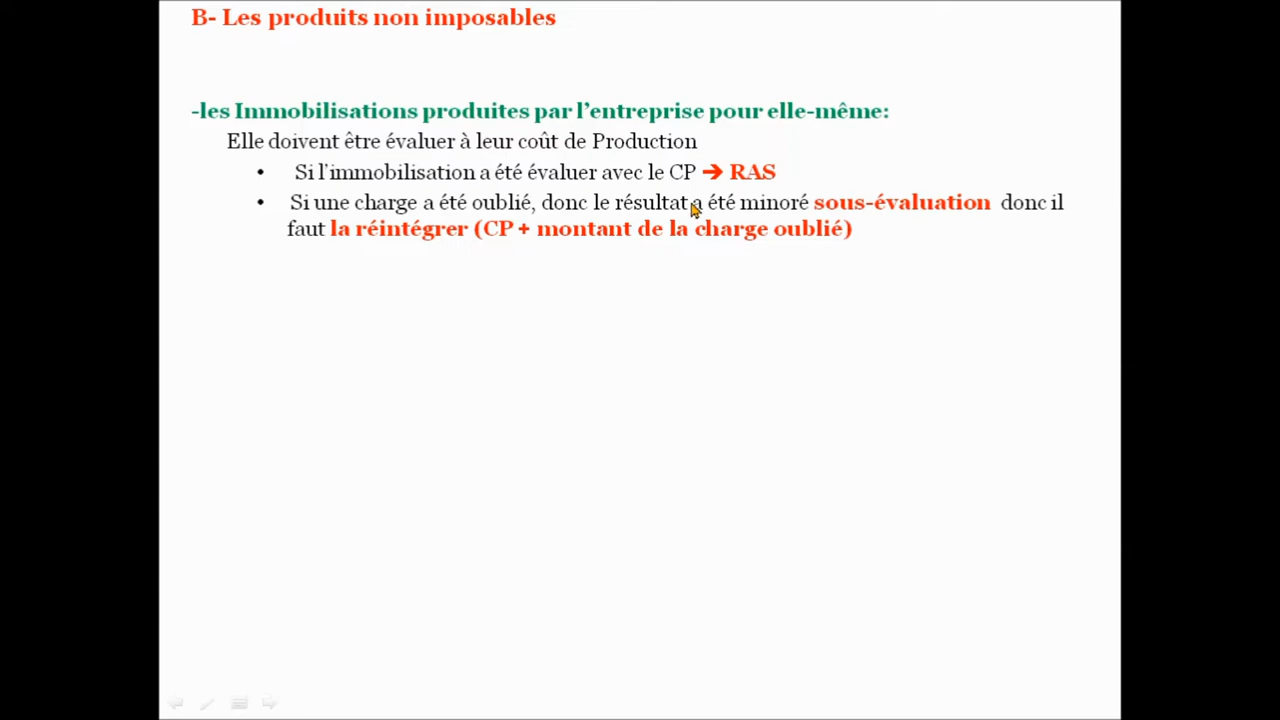 B- Les produits non imposables
-les Immobilisations produites par l’entreprise pour elle-même:
Elle doivent être évaluer à leur coût de Production
• Si l’immobilisation a été évaluer avec le CP ➔ RAS
• Si une charge a été oublié, donc le résultat a été minoré sous-évaluation donc il
faut la réintégrer (CP + montant de la charge oublié)